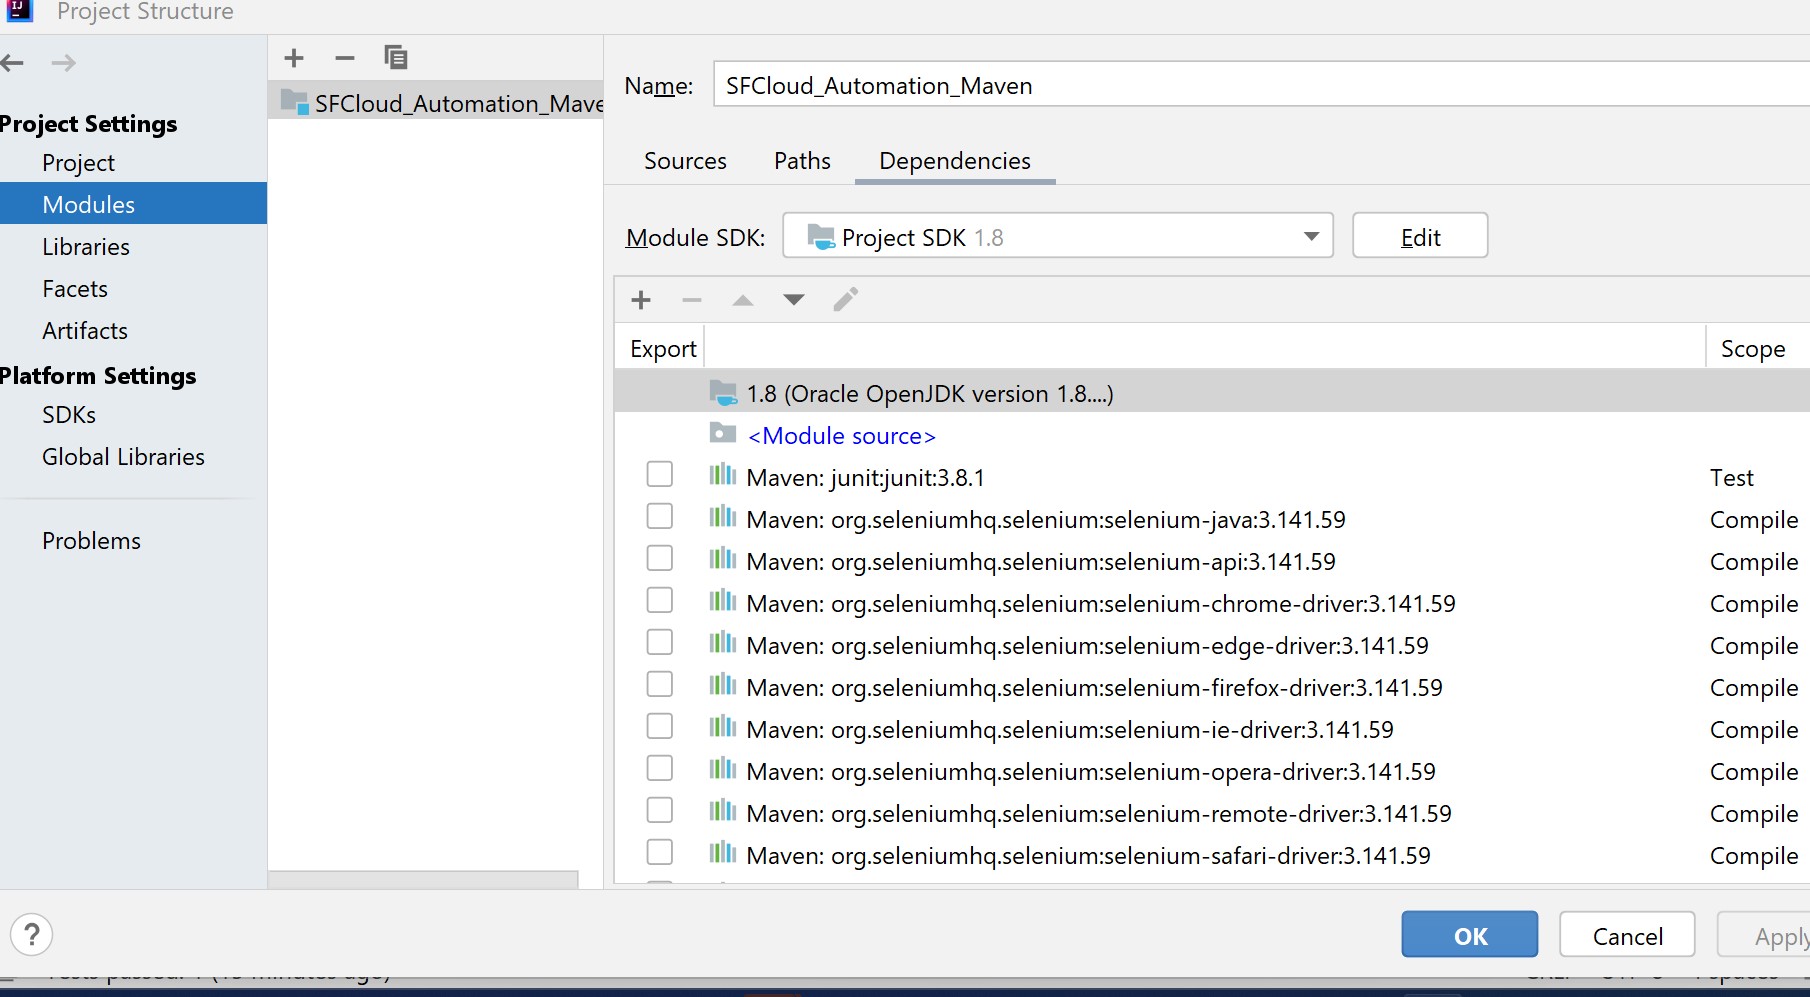 IJ
Project Structure
Project Settings
Project
Modules
Libraries
Facets
Artifacts
Platform Settings
SDKs
Global Libraries
Problems
SFCloud_Automation_Mave
Name: SFCloud_Automation_Maven
Sources Paths Dependencies
Module SDK: Project SDK 1.8 Edit
Export Scope
1.8 (Oracle OpenJDK version 1.8....)
<Module source>
Maven: junit:junit:3.8.1 Test
Maven: org.seleniumhq.selenium:selenium-java:3.141.59 Compile
Maven: org.seleniumhq.selenium:selenium-api:3.141.59 Compile
Maven: org.seleniumhq.selenium:selenium-chrome-driver:3.141.59 Compile
Maven: org.seleniumhq.selenium:selenium-edge-driver:3.141.59 Compile
Maven: org.seleniumhq.selenium:selenium-firefox-driver:3.141.59 Compile
Maven: org.seleniumhq.selenium:selenium-ie-driver:3.141.59 Compile
Maven: org.seleniumhq.selenium:selenium-opera-driver:3.141.59 Compile
Maven: org.seleniumhq.selenium:selenium-remote-driver:3.141.59 Compile
Maven: org.seleniumhq.selenium:selenium-safari-driver:3.141.59 Compile
? OK Cancel Apply